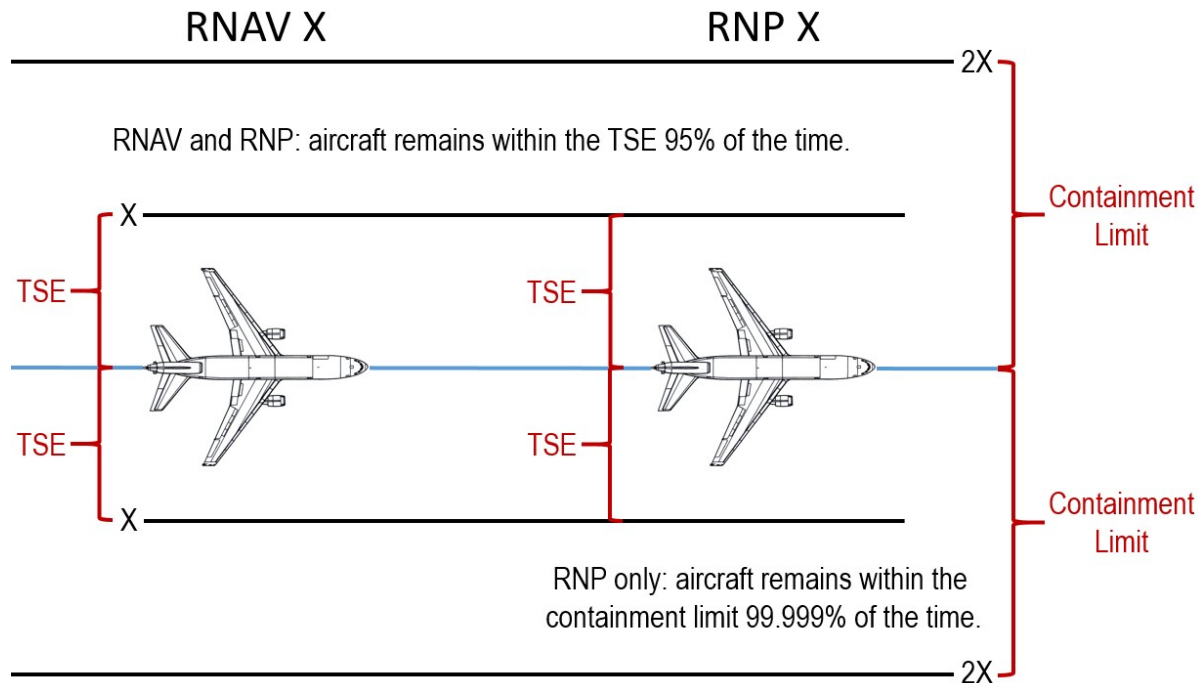 RNAV X
RNP X
2X
RNAV and RNP: aircraft remains within the TSE 95% of the time.
X
Containment
Limit
TSE
TSE
TSE
TSE
X
Containment
Limit
RNP only: aircraft remains within the
containment limit 99.999% of the time.
2X